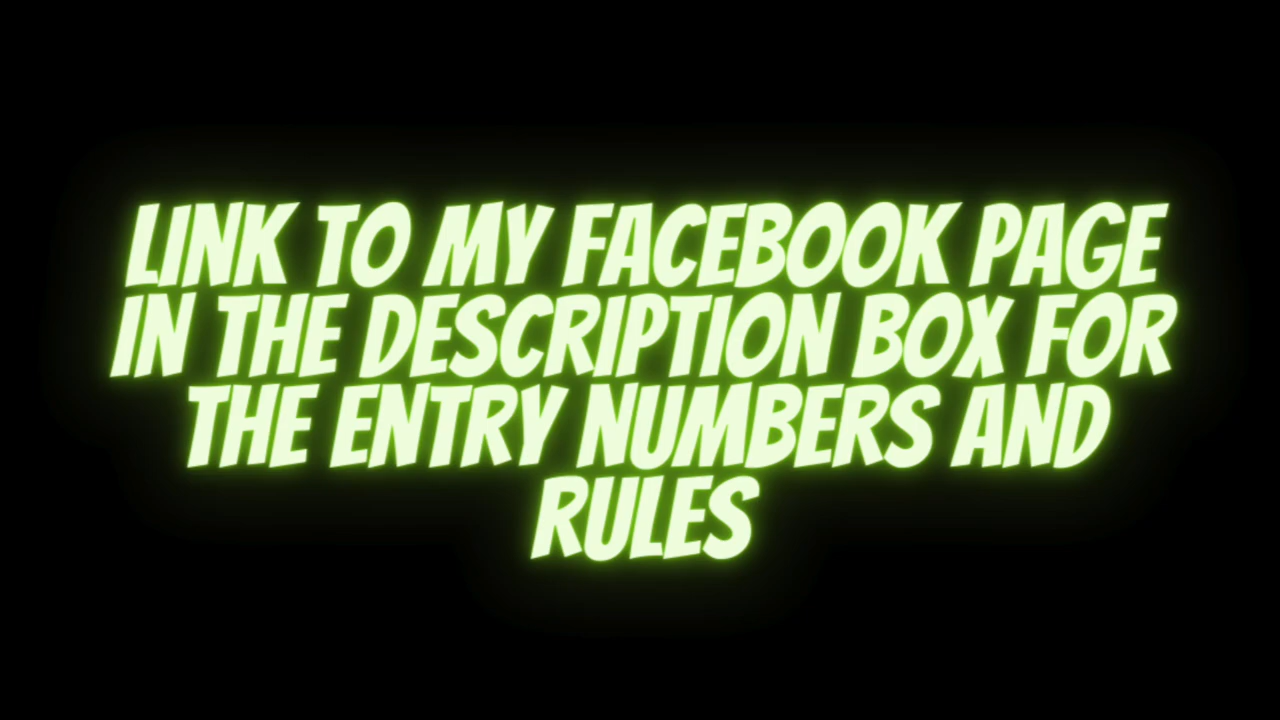 LINK TO MY FACEBOOK PAGE
IN THE DESCRIPTION BOX FOR
THE ENTRY NUMBERS AND
RULES